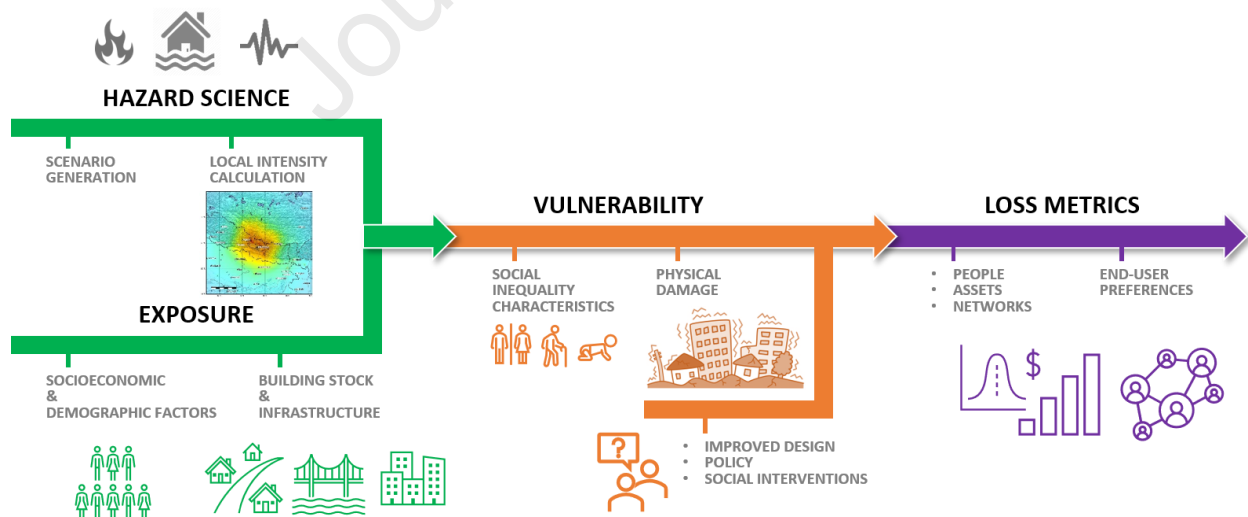 Jou
HAZARD SCIENCE
SCENARIO
GENERATION
LOCAL INTENSITY
CALCULATION
EXPOSURE
SOCIOECONOMIC
&
DEMOGRAPHIC FACTORS
BUILDING STOCK
&
INFRASTRUCTURE
VULNERABILITY
SOCIAL
INEQUALITY
CHARACTERISTICS
PHYSICAL
DAMAGE
?
• IMPROVED DESIGN
• POLICY
• SOCIAL INTERVENTIONS
LOSS METRICS
• PEOPLE
• ASSETS
• NETWORKS
END-USER
PREFERENCES
$